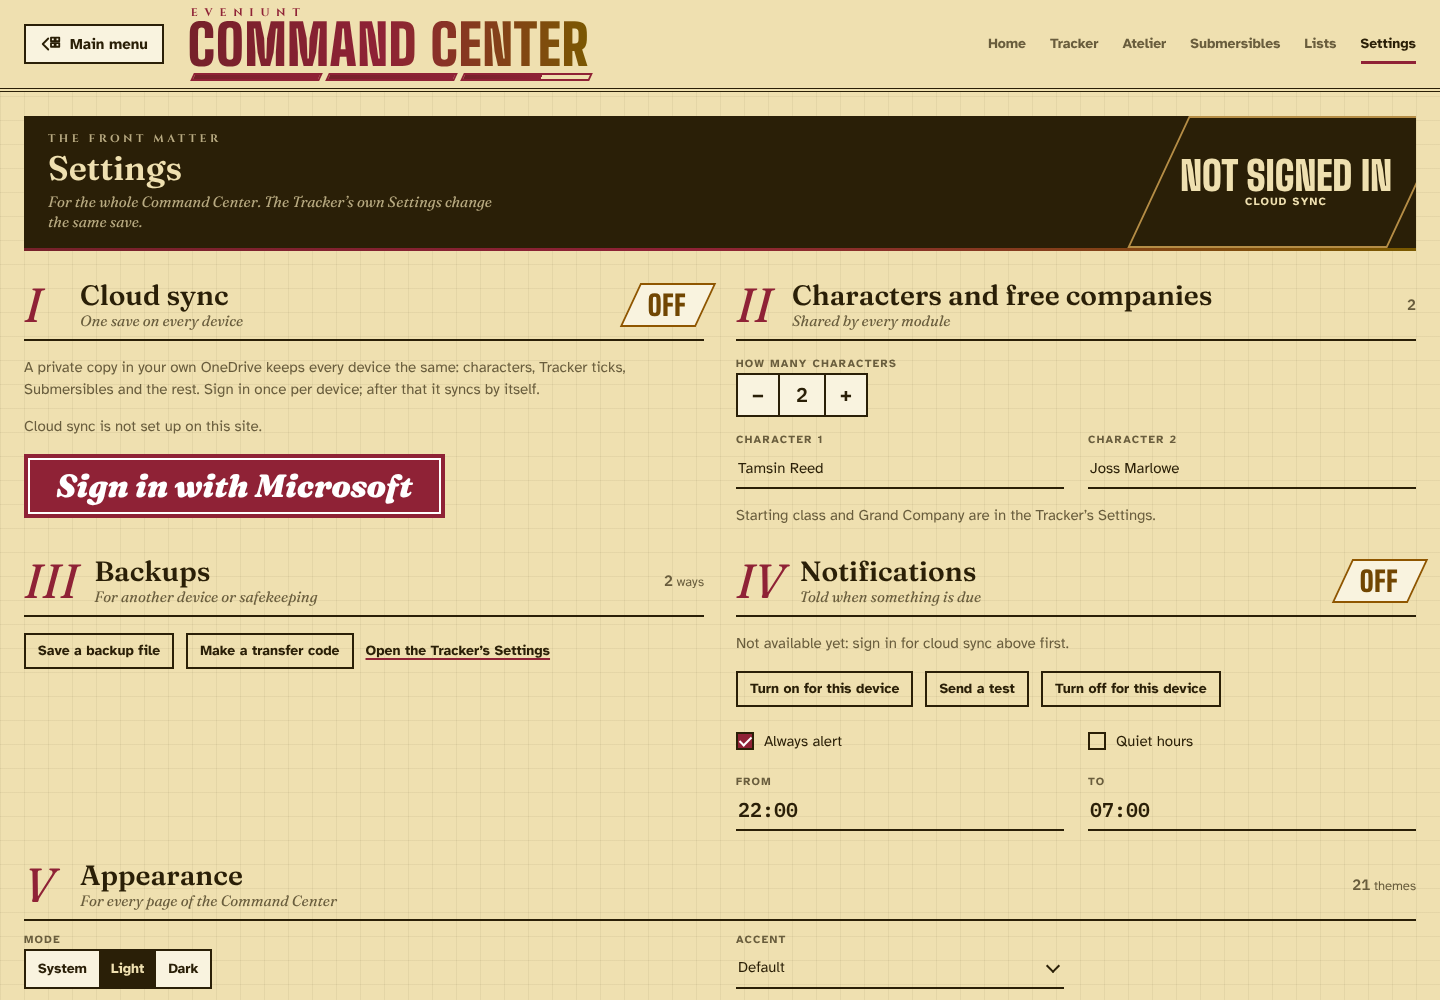 Main menu
EVENIUNT
COMMAND CENTER
Home
Tracker
Atelier
Submersibles
Lists
Settings
THE FRONT MATTER
Settings
For the whole Command Center. The Tracker's own Settings change
the same save.
NOT SIGNED IN
CLOUD SYNC
I
Cloud sync
One save on every device
OFF
A private copy in your own OneDrive keeps every device the same: characters, Tracker ticks,
Submersibles and the rest. Sign in once per device; after that it syncs by itself.
Cloud sync is not set up on this site.
Sign in with Microsoft
II
Characters and free companies
Shared by every module
2
HOW MANY CHARACTERS
− 2 +
CHARACTER 1
Tamsin Reed
CHARACTER 2
Joss Marlowe
Starting class and Grand Company are in the Tracker's Settings.
III
Backups
For another device or safekeeping
2 ways
Save a backup file
Make a transfer code
Open the Tracker's Settings
IV
Notifications
Told when something is due
OFF
Not available yet: sign in for cloud sync above first.
Turn on for this device
Send a test
Turn off for this device
Always alert
Quiet hours
FROM
22:00
TO
07:00
V
Appearance
For every page of the Command Center
21 themes
MODE
System
Light
Dark
ACCENT
Default